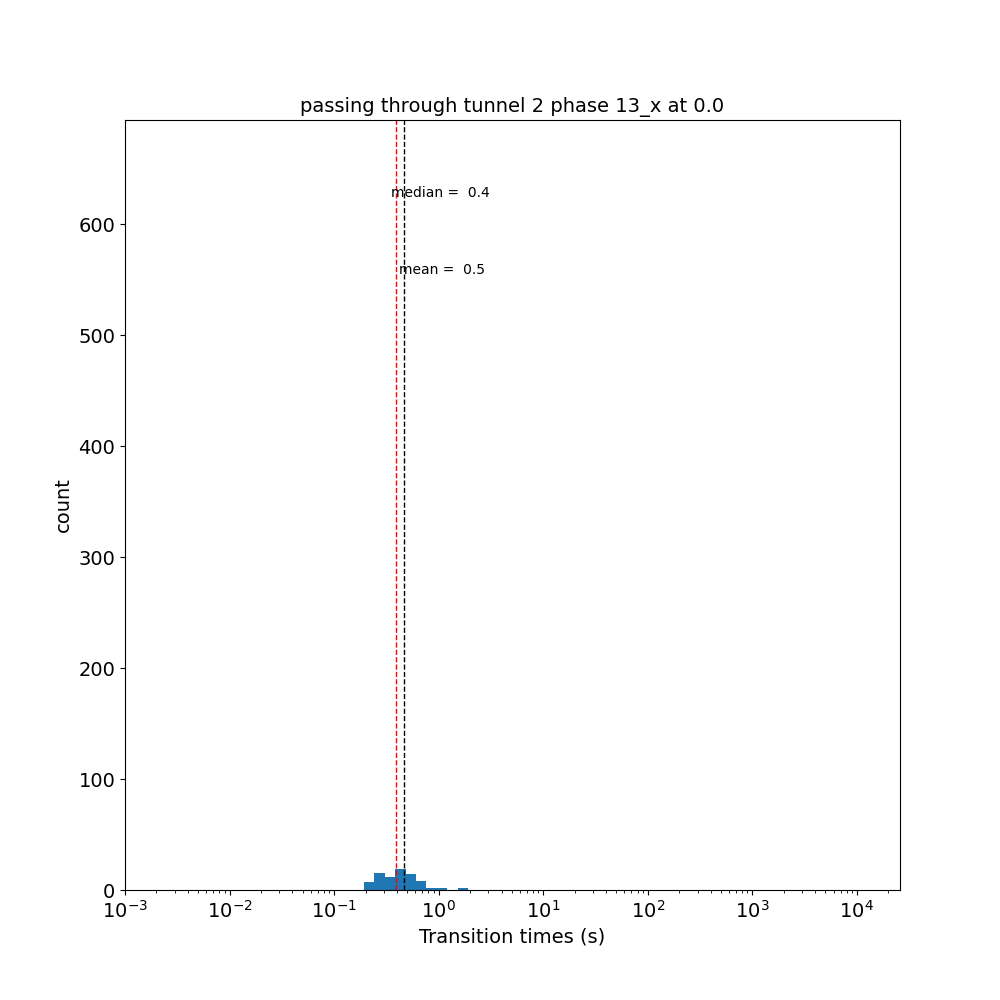 passing through tunnel 2 phase 13_x at 0.0
median =  0.4
mean =  0.5
600
500
400
300
200
100
0
count
10⁻³ 10⁻² 10⁻¹ 10⁰ 10¹ 10² 10³ 10⁴
Transition times (s)